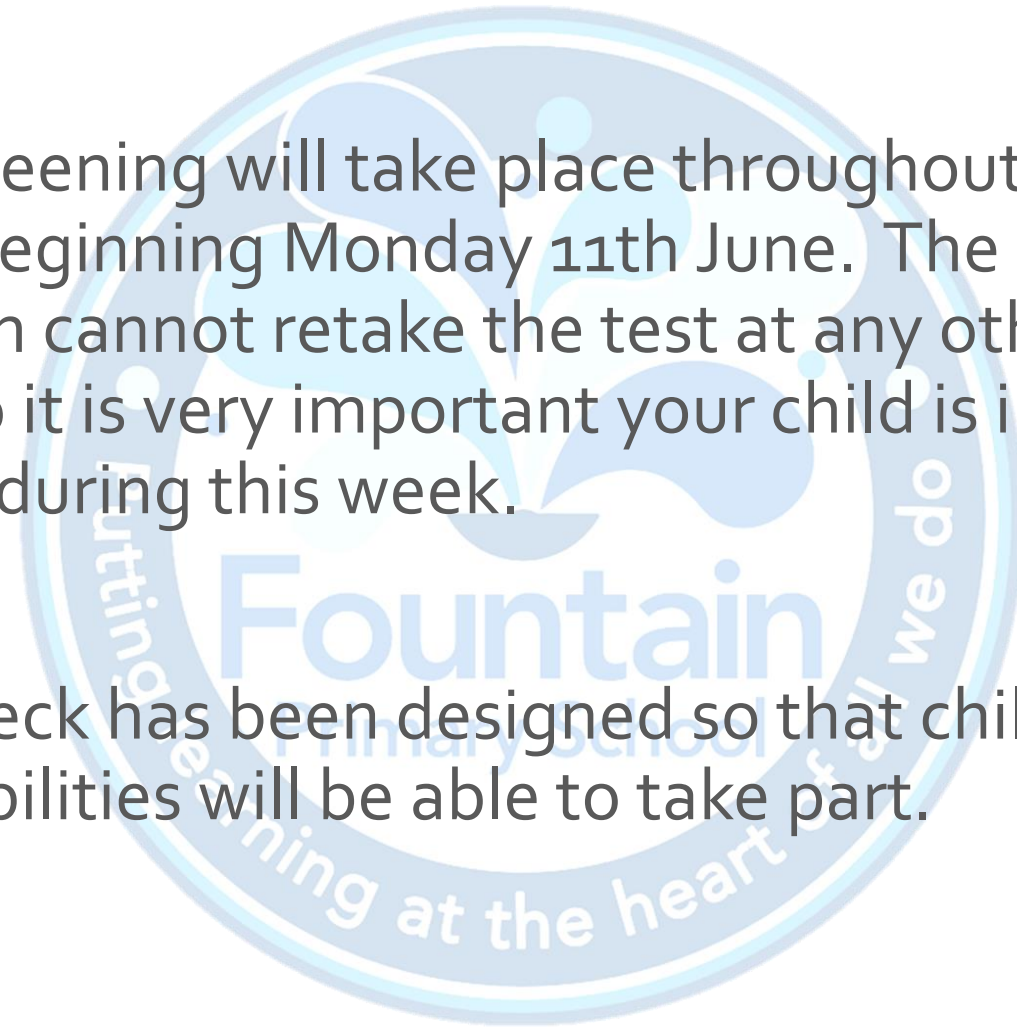 eening will take place throughout
eginning Monday 11th June. The
n cannot retake the test at any oth
o it is very important your child is i
during this week.
Fountain
Primary School
eck has been designed so that chil
bilities will be able to take part.
Putting learning at the heart of all we do